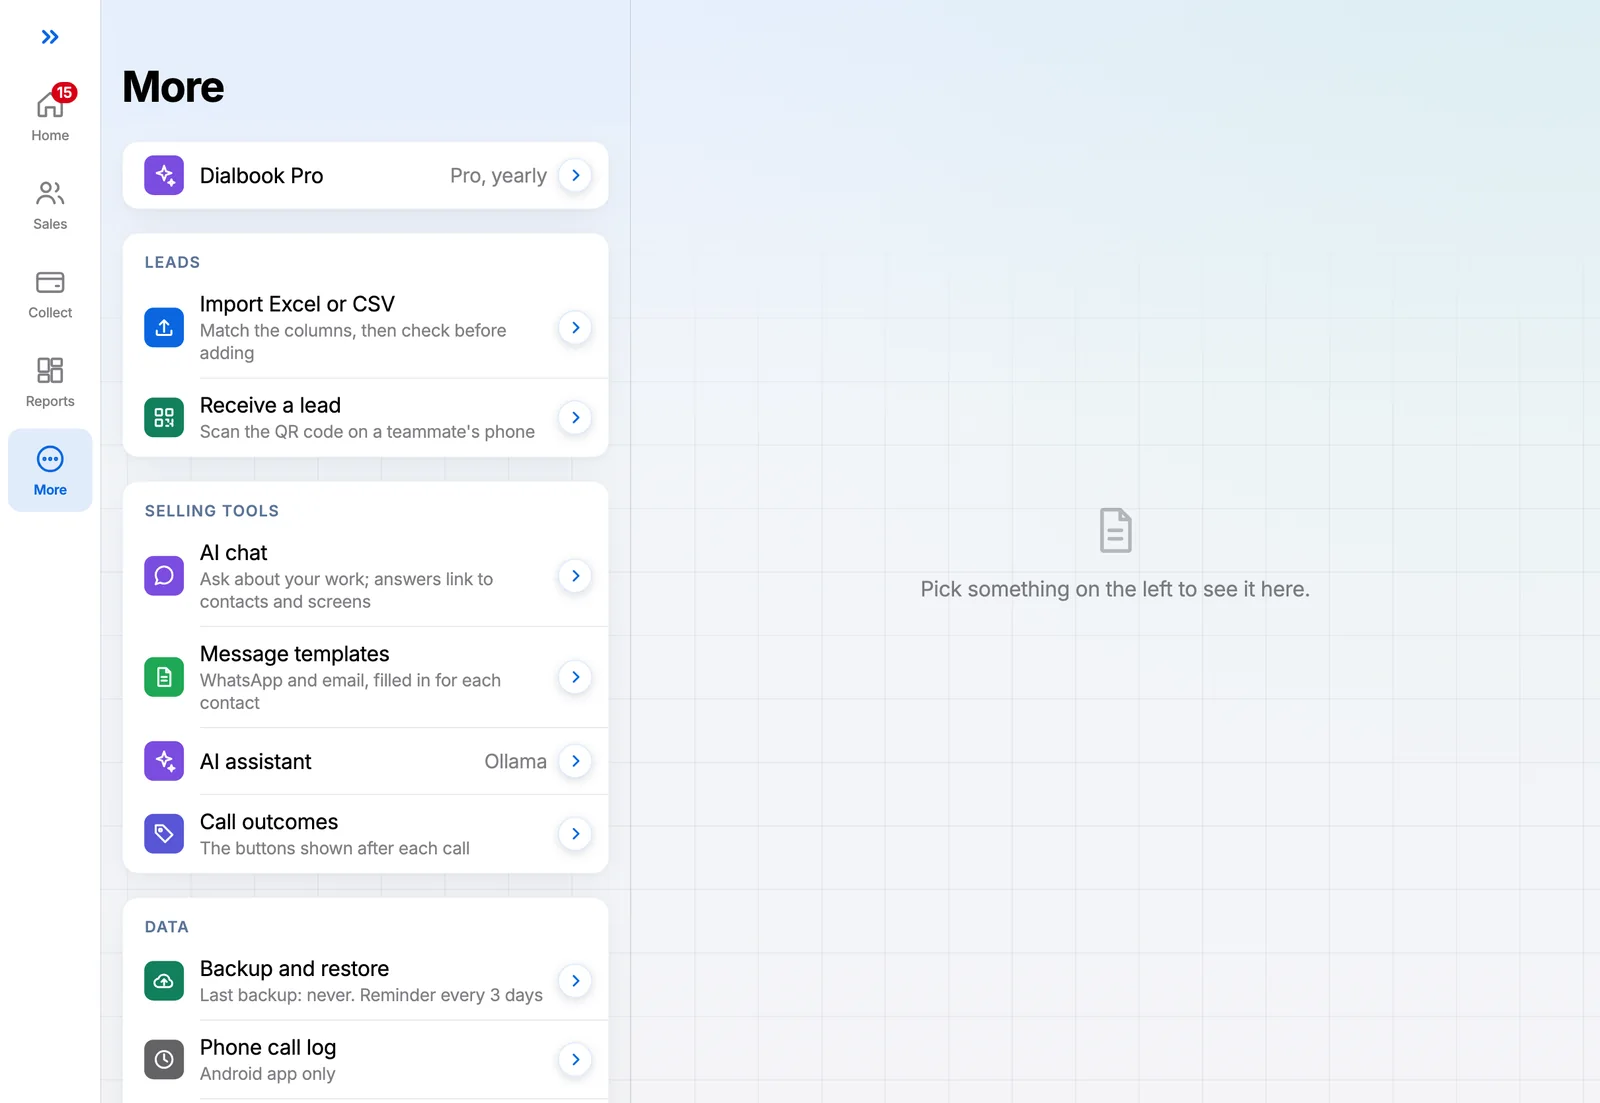 15
Home
Sales
Collect
Reports
More
More
Dialbook Pro
Pro, yearly
LEADS
Import Excel or CSV
Match the columns, then check before
adding
Receive a lead
Scan the QR code on a teammate's phone
SELLING TOOLS
AI chat
Ask about your work; answers link to
contacts and screens
Message templates
WhatsApp and email, filled in for each
contact
AI assistant
Ollama
Call outcomes
The buttons shown after each call
DATA
Backup and restore
Last backup: never. Reminder every 3 days
Phone call log
Android app only
Pick something on the left to see it here.